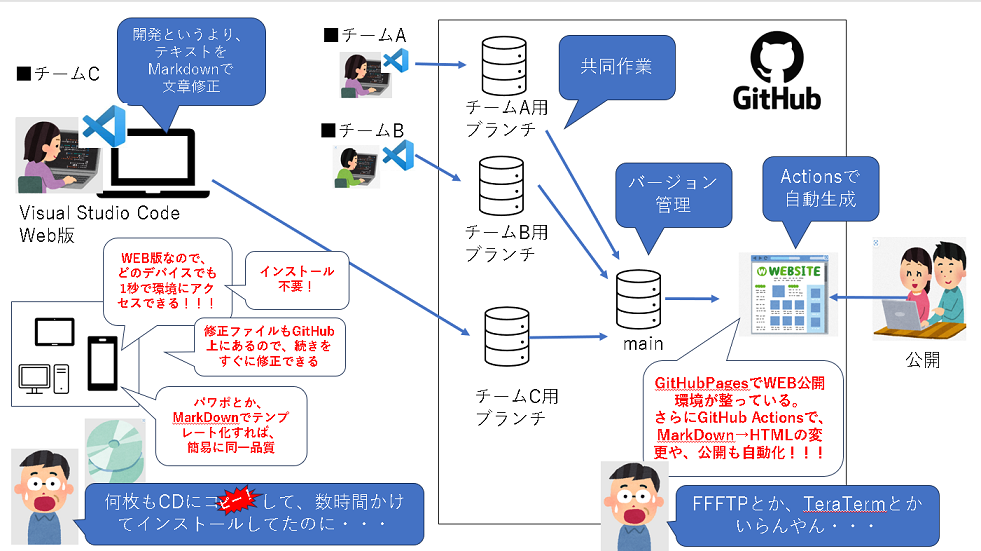 ■チームC
開発というより、
テキストを
Markdownで
文章修正
■チームA
■チームB
Visual Studio Code
Web版
チームA用
ブランチ
チームB用
ブランチ
チームC用
ブランチ
共同作業
GitHub
バージョン
管理
Actionsで
自動生成
main
WEBSITE
公開
WEB版なので、
どのデバイスでも
1秒で環境にアク
セスできる！！！
インストール
不要！
修正ファイルもGitHub
上にあるので、続きを
すぐに修正できる
パワポとか、
MarkDownでテンプ
レート化すれば、
簡易に同一品質
GitHubPagesでWEB公開
環境が整っている。
さらにGitHub Actionsで、
MarkDown→HTMLの変
更や、公開も自動化！！！
何枚もCDにコピー！して、数時間かけ
てインストールしてたのに・・・
FFFTPとか、TeraTermとか
いらんやん・・・